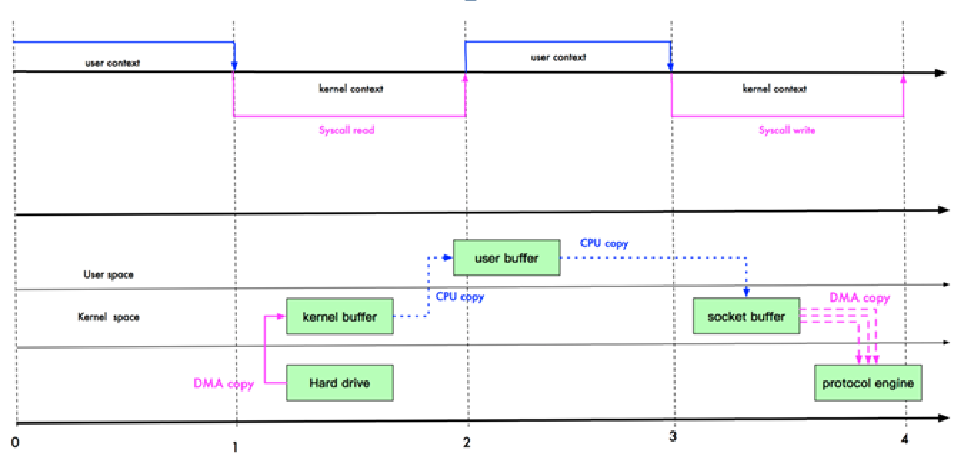 user context
user context
kernel context
kernel context
Syscall read
Syscall write
user buffer
CPU copy
User space
CPU copy
DMA copy
Kernel space
kernel buffer
socket buffer
DMA copy
Hard drive
protocol engine
0
1
2
3
4